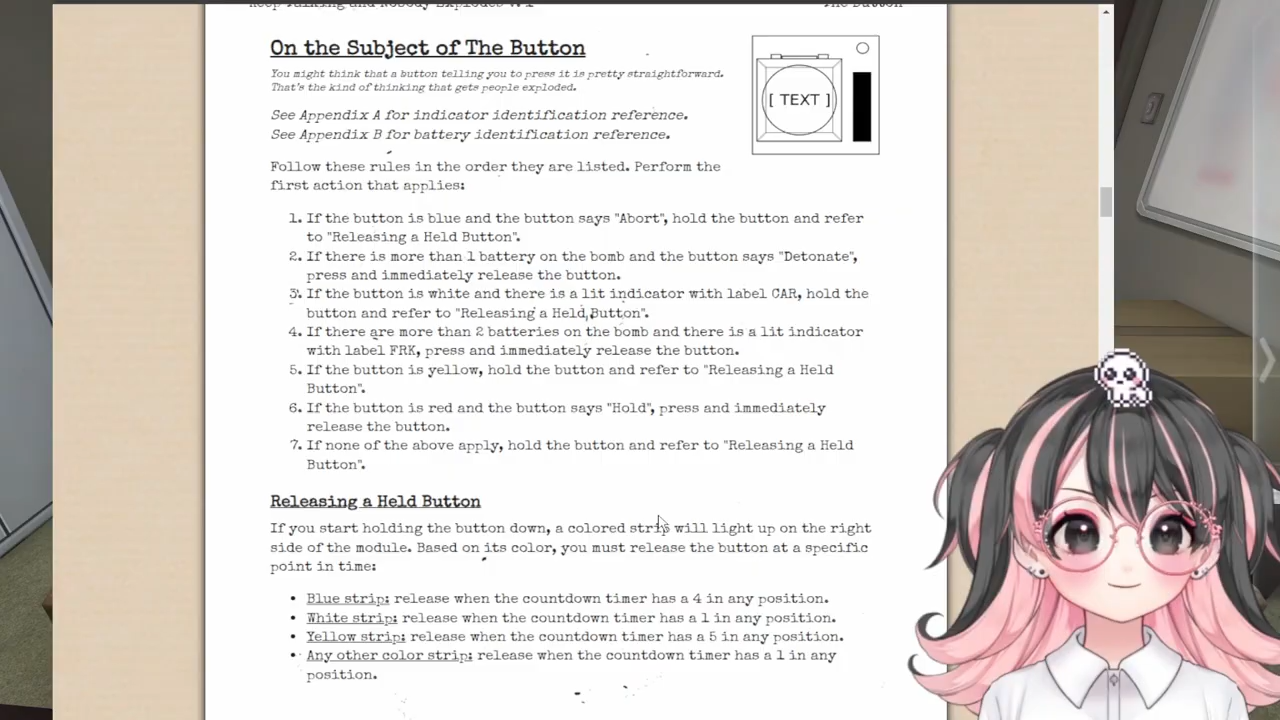 On the Subject of The Button
You might think that a button telling you to press it is pretty straightforward.
That's the kind of thinking that gets people exploded.
See Appendix A for indicator identification reference.
See Appendix B for battery identification reference.
[ TEXT ]
Follow these rules in the order they are listed. Perform the
first action that applies:
1. If the button is blue and the button says "Abort", hold the button and refer
to "Releasing a Held Button".
2. If there is more than 1 battery on the bomb and the button says "Detonate",
press and immediately release the button.
3. If the button is white and there is a lit indicator with label CAR, hold the
button and refer to "Releasing a Held Button".
4. If there are more than 2 batteries on the bomb and there is a lit indicator
with label FRK, press and immediately release the button.
5. If the button is yellow, hold the button and refer to "Releasing a Held
Button".
6. If the button is red and the button says "Hold", press and immediately
release the button.
7. If none of the above apply, hold the button and refer to "Releasing a Held
Button".
Releasing a Held Button
If you start holding the button down, a colored strip will light up on the right
side of the module. Based on its color, you must release the button at a specific
point in time:
• Blue strip: release when the countdown timer has a 4 in any position.
• White strip: release when the countdown timer has a 1 in any position.
• Yellow strip: release when the countdown timer has a 5 in any position.
• Any other color strip: release when the countdown timer has a 1 in any
position.